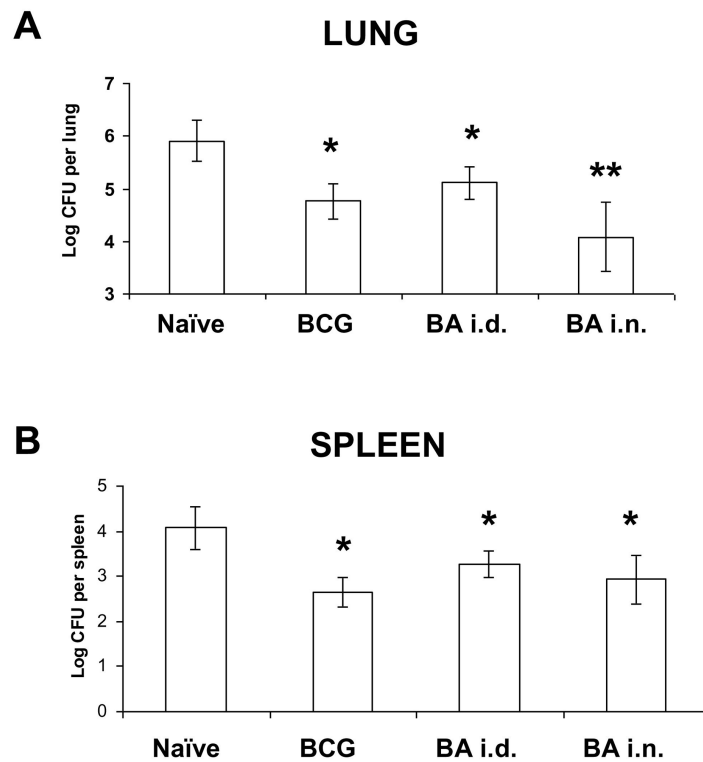 A
LUNG
Log CFU per lung
7
6
5
4
3
*
*
**
Naïve BCG BA i.d. BA i.n.
B
SPLEEN
Log CFU per spleen
5
4
3
2
1
0
*
*
*
Naïve BCG BA i.d. BA i.n.